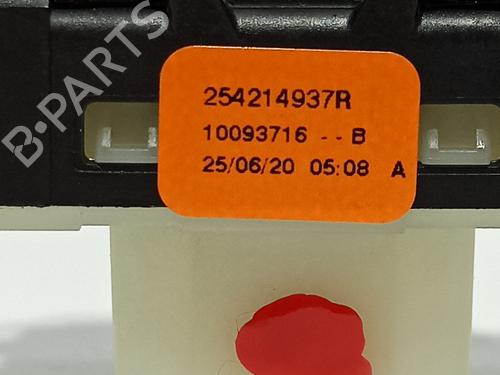 B-PARTS
254214937R
10093716 -- B
25/06/20 05:08 A